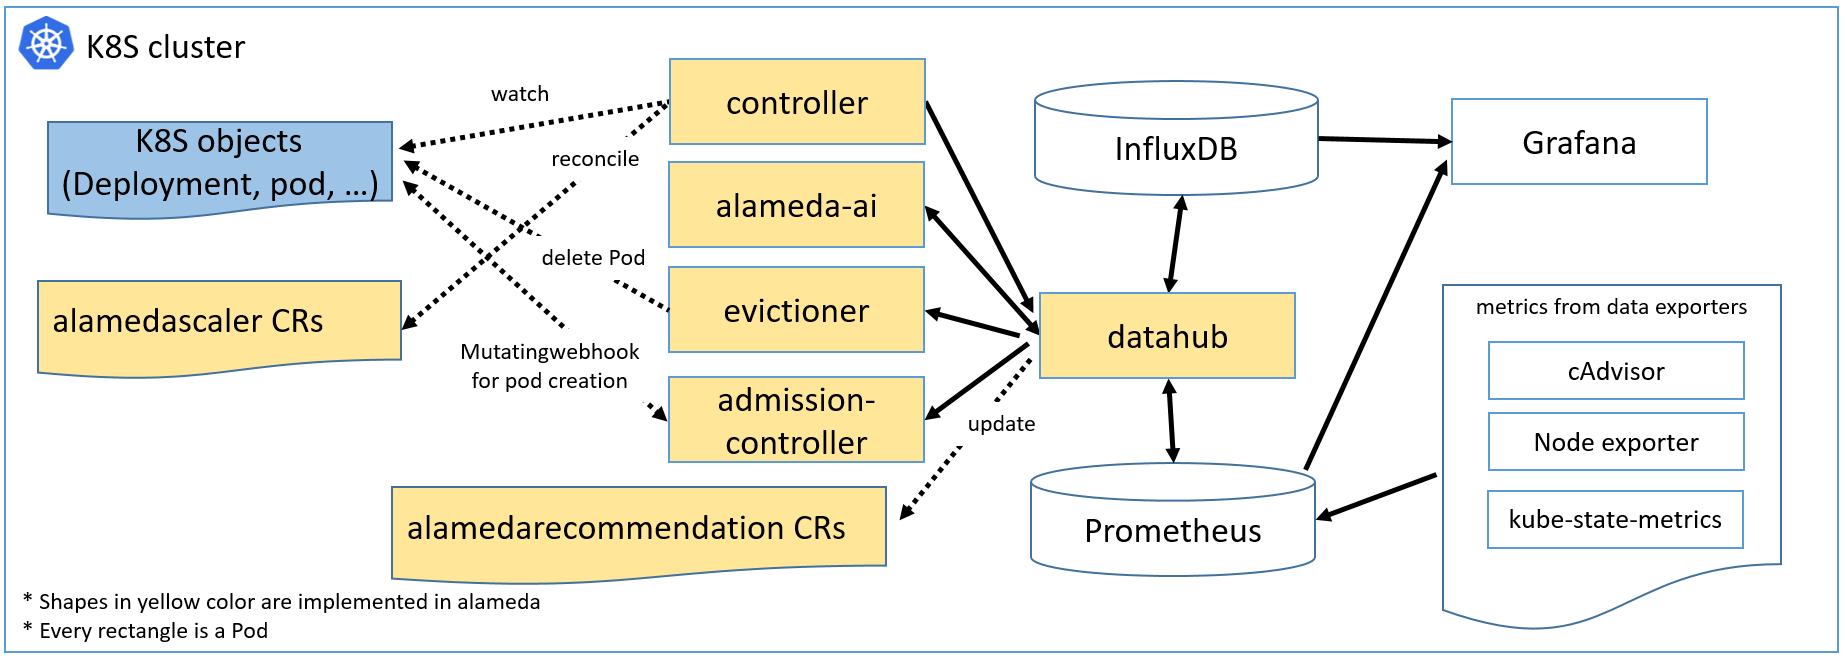 K8S cluster
watch
controller
K8S objects
(Deployment, pod, ...)
reconcile
InfluxDB
Grafana
alameda-ai
delete Pod
evictioner
alamedascaler CRs
datahub
metrics from data exporters
cAdvisor
Node exporter
kube-state-metrics
Mutatingwebhook
for pod creation
admission-
controller
update
alamedarecommendation CRs
Prometheus
* Shapes in yellow color are implemented in alameda
* Every rectangle is a Pod